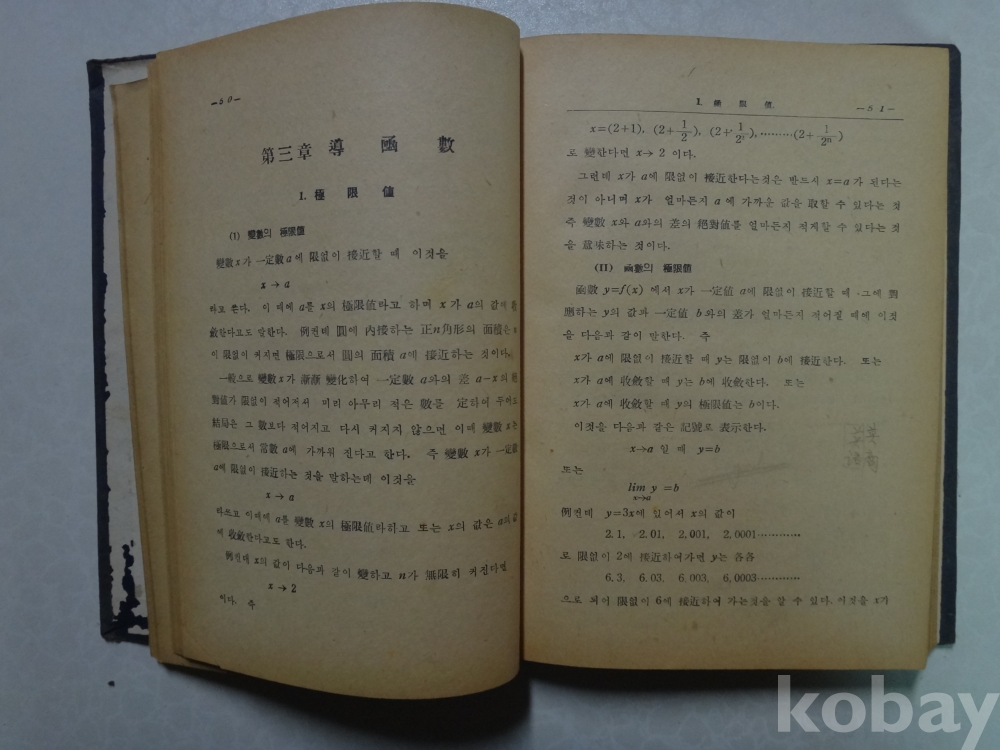 —50—
第三章 導 函 數
I. 極 限 値
(1) 變數의 極限値
變數 x가 一定數 a에 限없이 接近할 때 이것을
x → a
라고 쓴다. 이 때에 a를 x의 極限値라고 하며 x가 a의 값에 收
斂한다고도 말한다. 例컨데 圓에 內接하는 正n角形의 面積은
이 限없이 커지면 極限으로서 圓의 面積 a에 接近하는 것이다.
一般으로 變數 x가 漸漸 變化하여 一定數 a와의 差 a−x의
對値가 限없이 적어저서 미리 아무리 적은 數를 定하여 두어도
結局은 그 數보다 적어지고 다시 커지지 않으면 이때 變數 x는
極限으로서 常數 a에 가까워 진다고 한다. 즉 變數 x가 一定數
a에 限없이 接近하는 것을 말하는데 이것을
x → a
라쓰고 이때에 a를 變數 x의 極限値라하고 또는 x의 값은 a의 값
에 收斂한다고도 한다.
例컨데 x의 값이 다음과 같이 變하고 n가 無限히 커진다면
x → 2
이다. 즉
I. 極 限 値. —51—
x=(2+1), (2+1/2), (2+1/2²),………(2+1/2ⁿ)
로 變한다면 x→ 2 이다.
그런데 x가 a에 限없이 接近한다는것은 반드시 x=a가 된다는
것이 아니며 x가 얼마든지 a에 가까운 값을 取할 수 있다는 것
즉 變數 x와 a와의 差의 絕對値를 얼마든지 적게할 수 있다는 것
을 意味하는 것이다.
(II) 函數의 極限値
函數 y=f(x) 에서 x가 一定値 a에 限없이 接近할 때 그에 對
應하는 y의 값과 一定値 b와의 差가 얼마든지 적어질 때에 이것
을 다음과 같이 말한다. 즉
x가 a에 限없이 接近할 때 y는 限없이 b에 接近한다. 또는
x가 a에 收斂할 때 y는 b에 收斂한다. 또는
x가 a에 收斂할 때 y의 極限値는 b이다.
이것을 다음과 같은 記號로 表示한다.
x→a 일 때 y=b
또는
lim y =b
x→a
例컨데 y=3x에 있어서 x의 값이
2.1, 2.01, 2,001, 2.0001…………
로 限없이 2에 接近하여가면 y는 各各
6.3, 6.03, 6.003, 6,0003…………
으로 되어 限없이 6에 接近하여 가는것을 알 수 있다. 이것을 x가
kobay